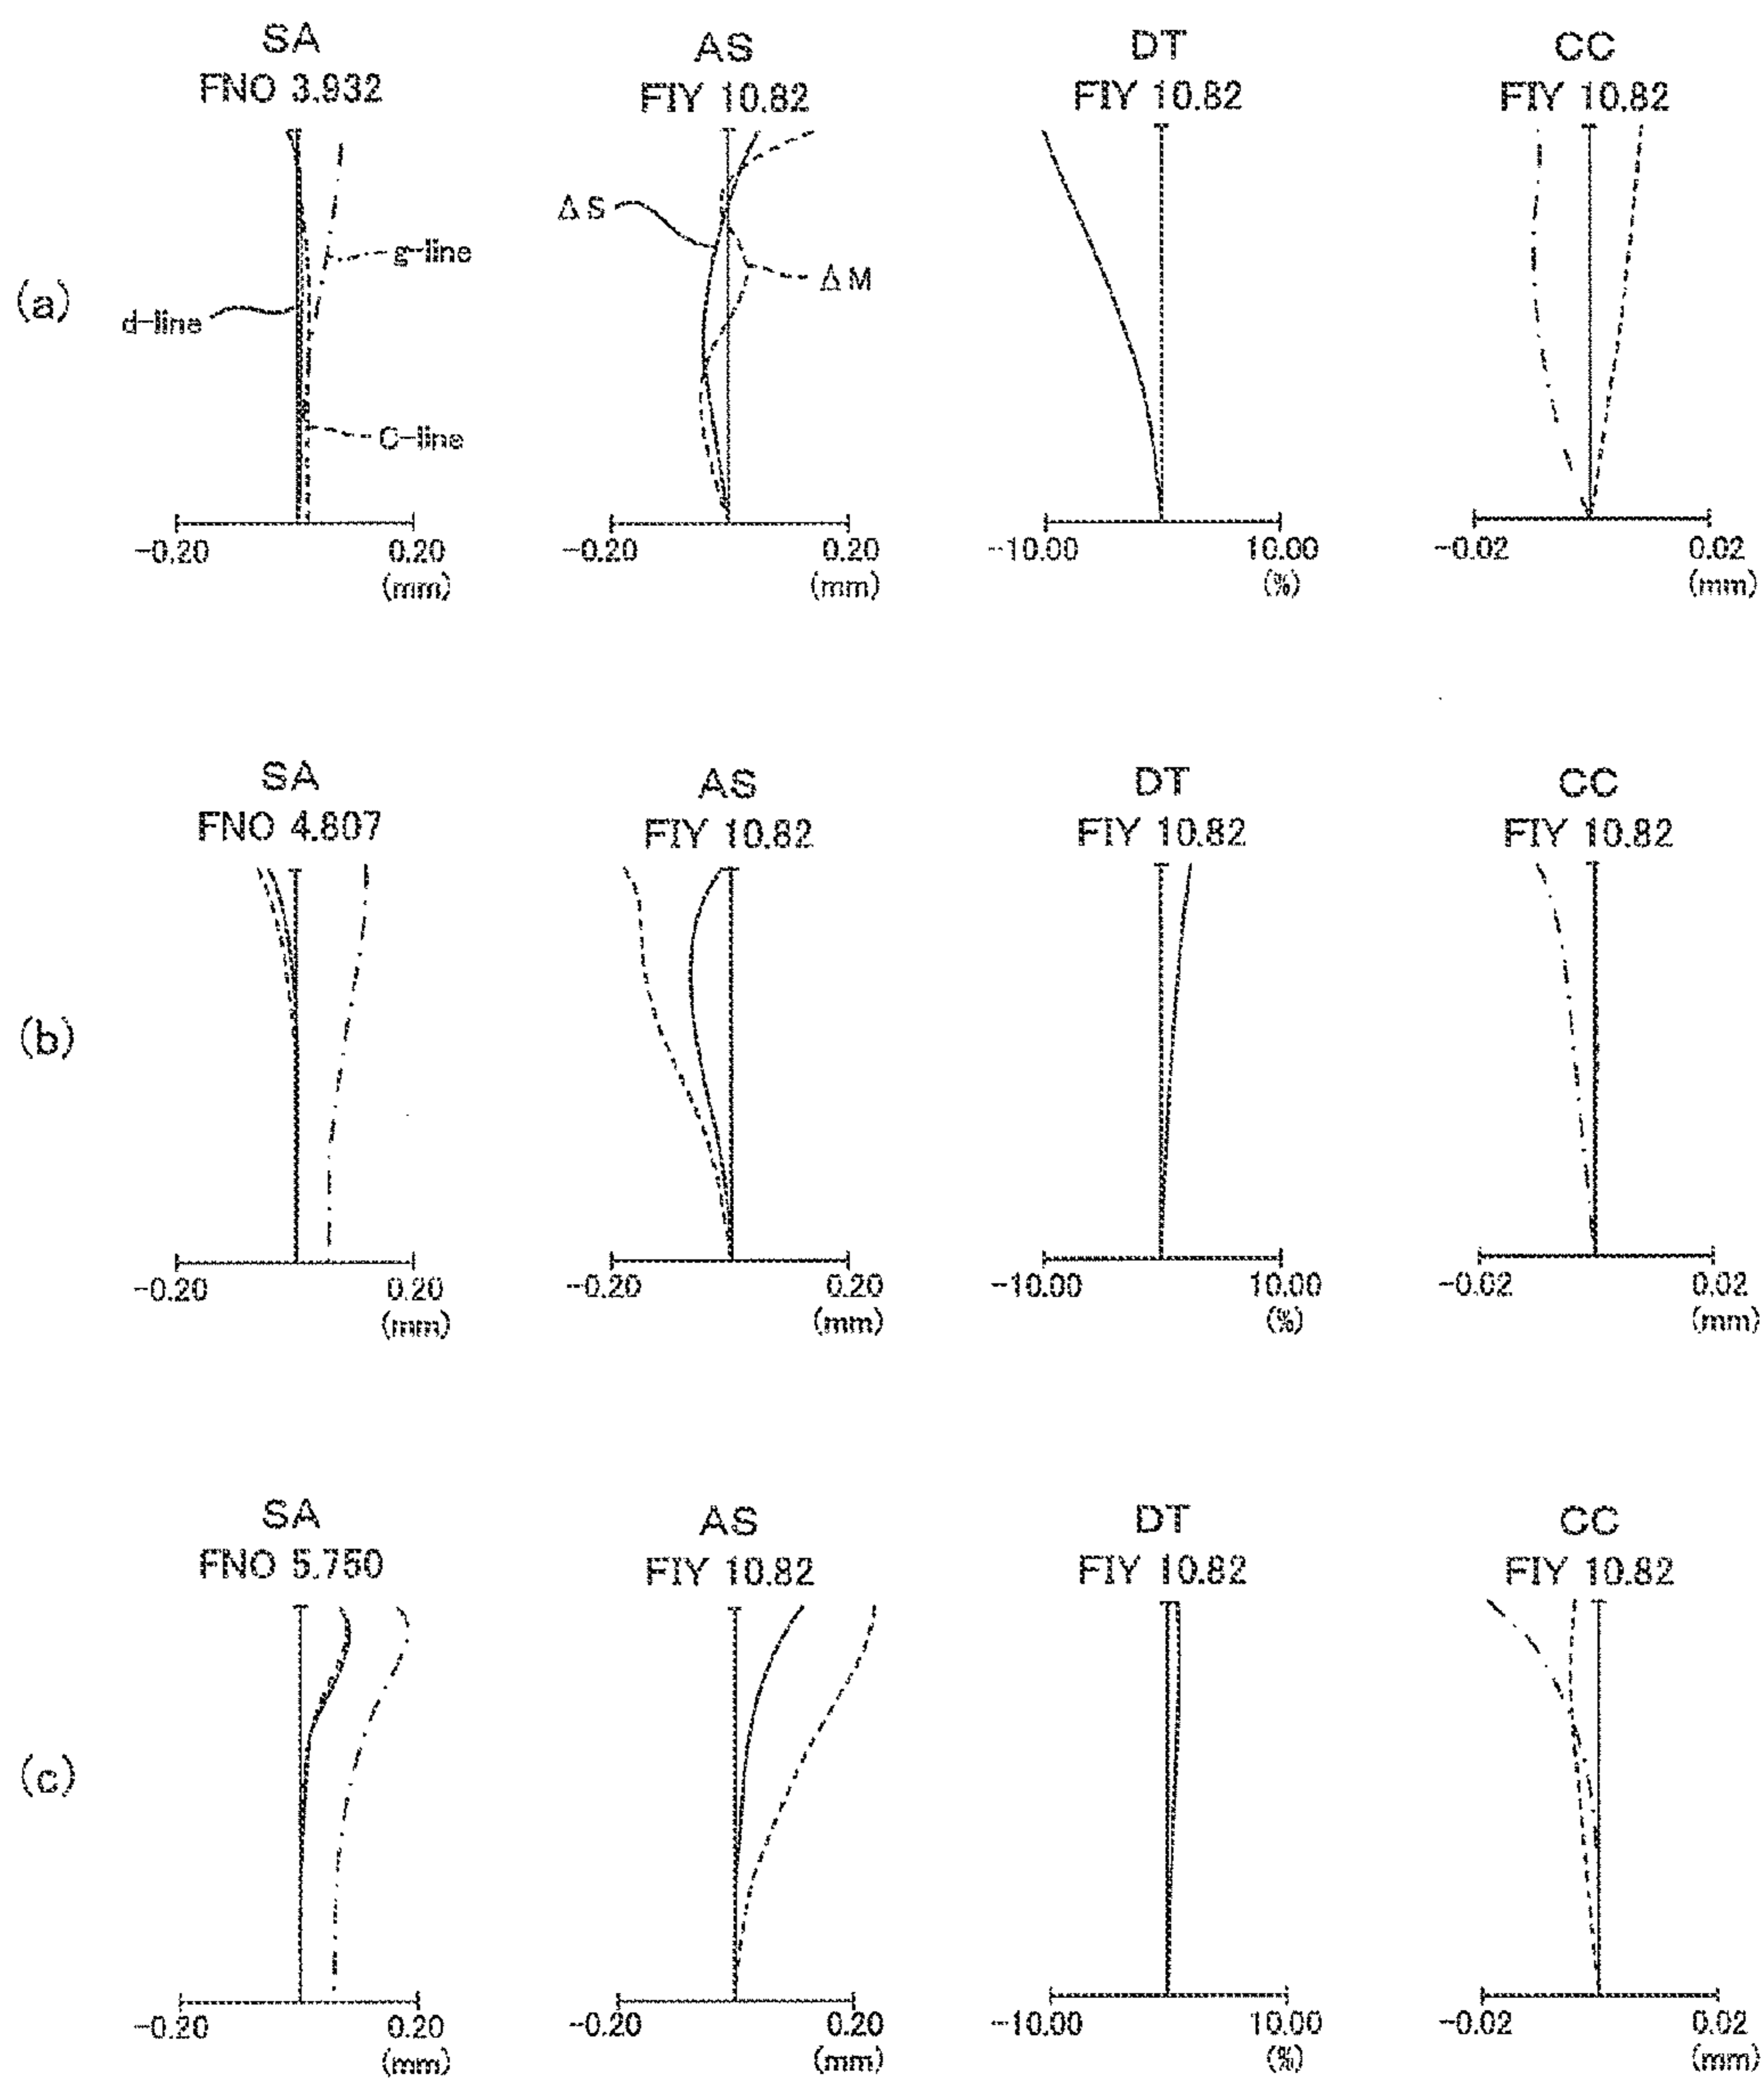 SA
FNO 3.932
AS
FIY 10.82
DT
FIY 10.82
CC
FIY 10.82
(a)
ΔS
g-line
ΔM
d-line
C-line
-0.20 0.20
(mm)
-0.20 0.20
(mm)
-10.00 10.00
(%)
-0.02 0.02
(mm)
SA
FNO 4.807
AS
FIY 10.82
DT
FIY 10.82
CC
FIY 10.82
(b)
-0.20 0.20
(mm)
-0.20 0.20
(mm)
-10.00 10.00
(%)
-0.02 0.02
(mm)
SA
FNO 5.750
AS
FIY 10.82
DT
FIY 10.82
CC
FIY 10.82
(c)
-0.20 0.20
(mm)
-0.20 0.20
(mm)
-10.00 10.00
(%)
-0.02 0.02
(mm)